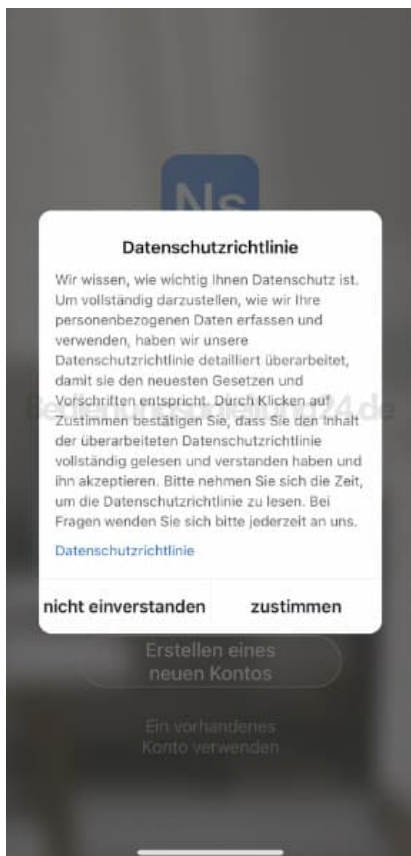 Ns
Datenschutzrichtlinie
Wir wissen, wie wichtig Ihnen Datenschutz ist.
Um vollständig darzustellen, wie wir Ihre
personenbezogenen Daten erfassen und
verwenden, haben wir unsere
Datenschutzrichtlinie detailliert überarbeitet,
damit sie den neuesten Gesetzen und
Vorschriften entspricht. Durch Klicken auf
Zustimmen bestätigen Sie, dass Sie den Inhalt
der überarbeiteten Datenschutzrichtlinie
vollständig gelesen und verstanden haben und
ihn akzeptieren. Bitte nehmen Sie sich die Zeit,
um die Datenschutzrichtlinie zu lesen. Bei
Fragen wenden Sie sich bitte jederzeit an uns.
Datenschutzrichtlinie
nicht einverstanden zustimmen
Erstellen eines
neuen Kontos
Ein vorhandenes
Konto verwenden